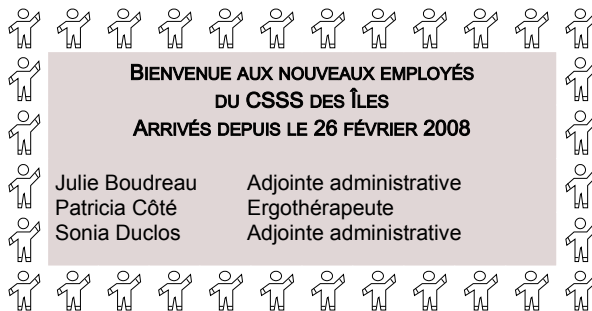 BIENVENUE AUX NOUVEAUX EMPLOYÉS
DU CSSS DES ÎLES
ARRIVÉS DEPUIS LE 26 FÉVRIER 2008
Julie Boudreau Adjointe administrative
Patricia Côté Ergothérapeute
Sonia Duclos Adjointe administrative